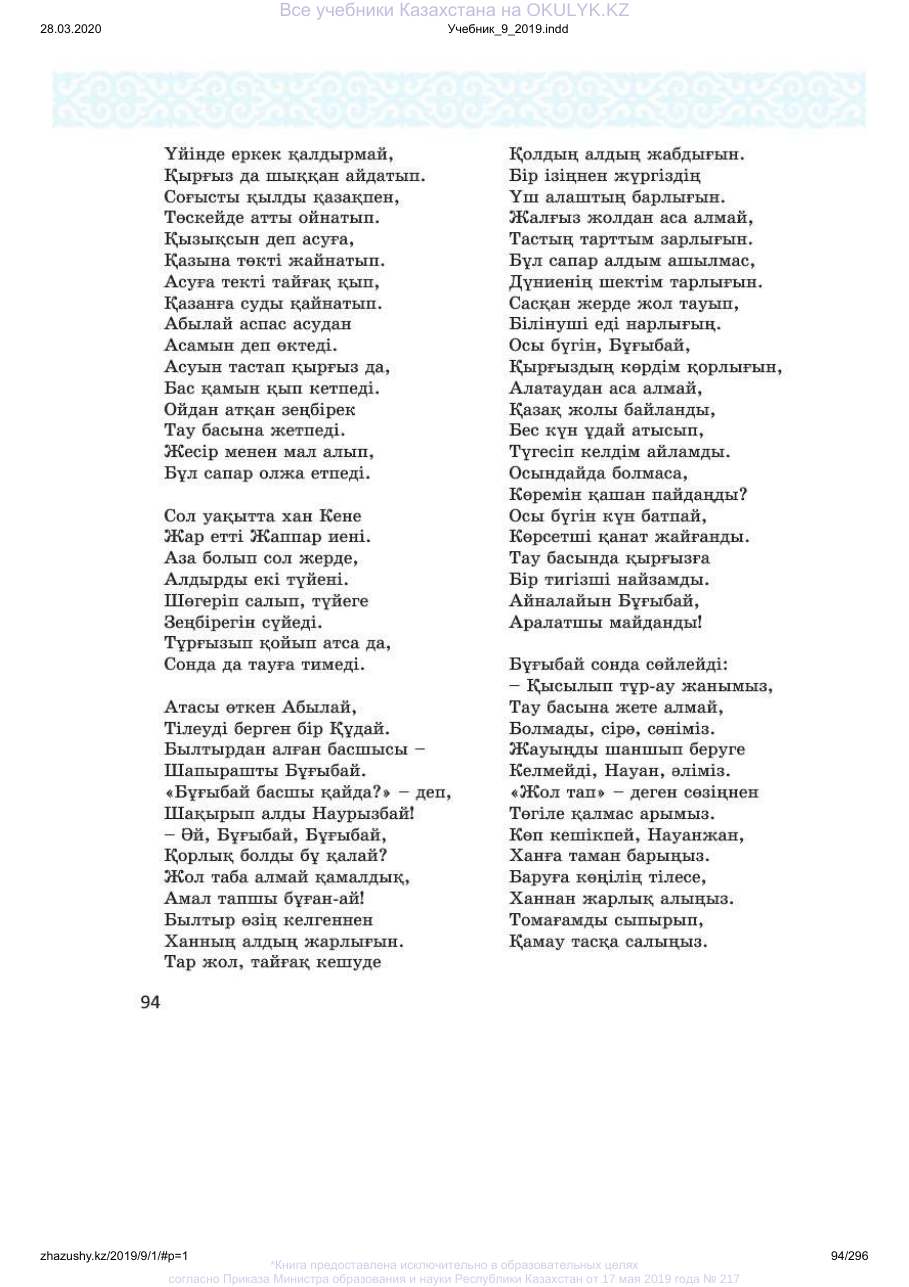 Все учебники Казахстана на OKULYK.KZ
28.03.2020
Учебник_9_2019.indd
Үйінде еркек қалдырмай,
Қырғыз да шыққан айдатып.
Соғысты қылды қазақпен,
Төскейде атты ойнатып.
Қызықсын деп асуға,
Қазына төкті жайнатып.
Асуға текті тайғақ қып,
Қазанға суды қайнатып.
Абылай аспас асудан
Асамын деп өктеді.
Асуын тастап қырғыз да,
Бас қамын қып кетпеді.
Ойдан атқан зеңбірек
Тау басына жетпеді.
Жесір менен мал алып,
Бұл сапар олжа етпеді.
Сол уақытта хан Кене
Жар етті Жаппар иені.
Аза болып сол жерде,
Алдырды екі түйені.
Шөгеріп салып, түйеге
Зеңбірегін сүйеді.
Тұрғызып қойып атса да,
Сонда да тауға тимеді.
Атасы өткен Абылай,
Тілеуді берген бір Құдай.
Былтырдан алған басшысы –
Шапырашты Бұғыбай.
«Бұғыбай басшы қайда?» – деп,
Шақырып алды Наурызбай!
– Әй, Бұғыбай, Бұғыбай,
Қорлық болды бұ қалай?
Жол таба алмай қамалдық,
Амал тапшы бұған-ай!
Былтыр өзің келгеннен
Ханның алдың жарлығын.
Тар жол, тайғақ кешуде
Қолдың алдың жабдығын.
Бір ізіңнен жүргіздің
Үш алаштың барлығын.
Жалғыз жолдан аса алмай,
Тастың тарттым зарлығын.
Бұл сапар алдым ашылмас,
Дүниенің шектім тарлығын.
Сасқан жерде жол тауып,
Білінуші еді нарлығың.
Осы бүгін, Бұғыбай,
Қырғыздың көрдім қорлығын,
Алатаудан аса алмай,
Қазақ жолы байланды,
Бес күн ұдай атысып,
Түгесіп келдім айламды.
Осындайда болмаса,
Көремін қашан пайдаңды?
Осы бүгін күн батпай,
Көрсетші қанат жайғанды.
Тау басында қырғызға
Бір тигізші найзамды.
Айналайын Бұғыбай,
Аралатшы майданды!
Бұғыбай сонда сөйлейді:
– Қысылып тұр-ау жанымыз,
Тау басына жете алмай,
Болмады, сірә, сәніміз.
Жауыңды шаншып беруге
Келмейді, Науан, әліміз.
«Жол тап» – деген сөзіңнен
Төгіле қалмас арымыз.
Көп кешікпей, Науанжан,
Ханға таман барыңыз.
Баруға көңілің тілесе,
Ханнан жарлық алыңыз.
Томағамды сыпырып,
Қамау тасқа салыңыз.
94
zhazushy.kz/2019/9/1/#p=1
94/296
*Книга предоставлена исключительно в образовательных целях
согласно Приказа Министра образования и науки Республики Казахстан от 17 мая 2019 года № 217